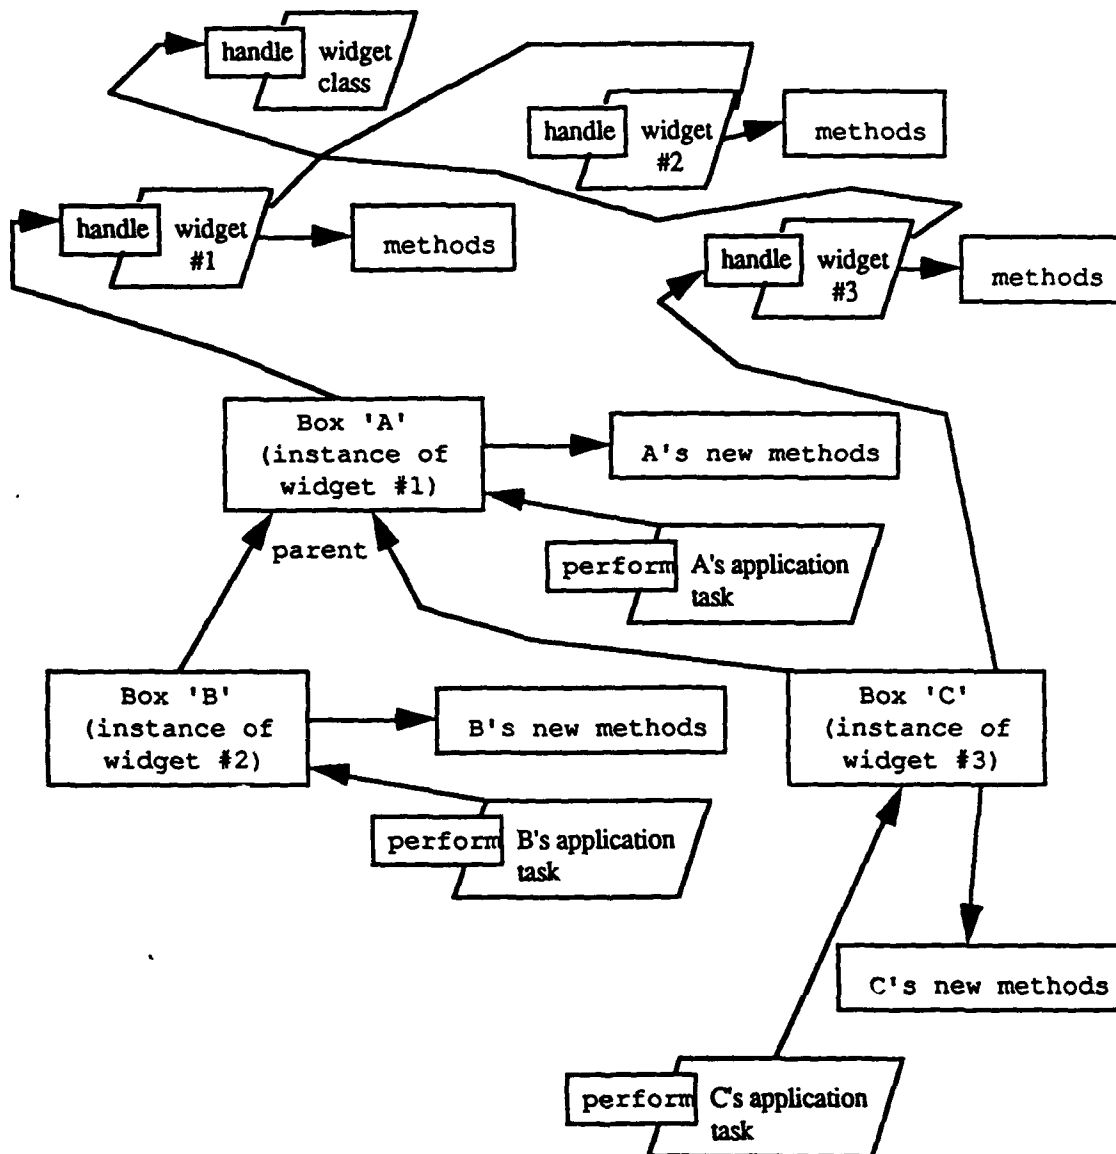 handle widget
class
handle widget
#2
methods
handle widget
#1
methods
handle widget
#3
methods
Box 'A'
(instance of
widget #1)
A's new methods
parent
perform A's application
task
Box 'B'
(instance of
widget #2)
B's new methods
Box 'C'
(instance of
widget #3)
perform B's application
task
C's new methods
perform C's application
task